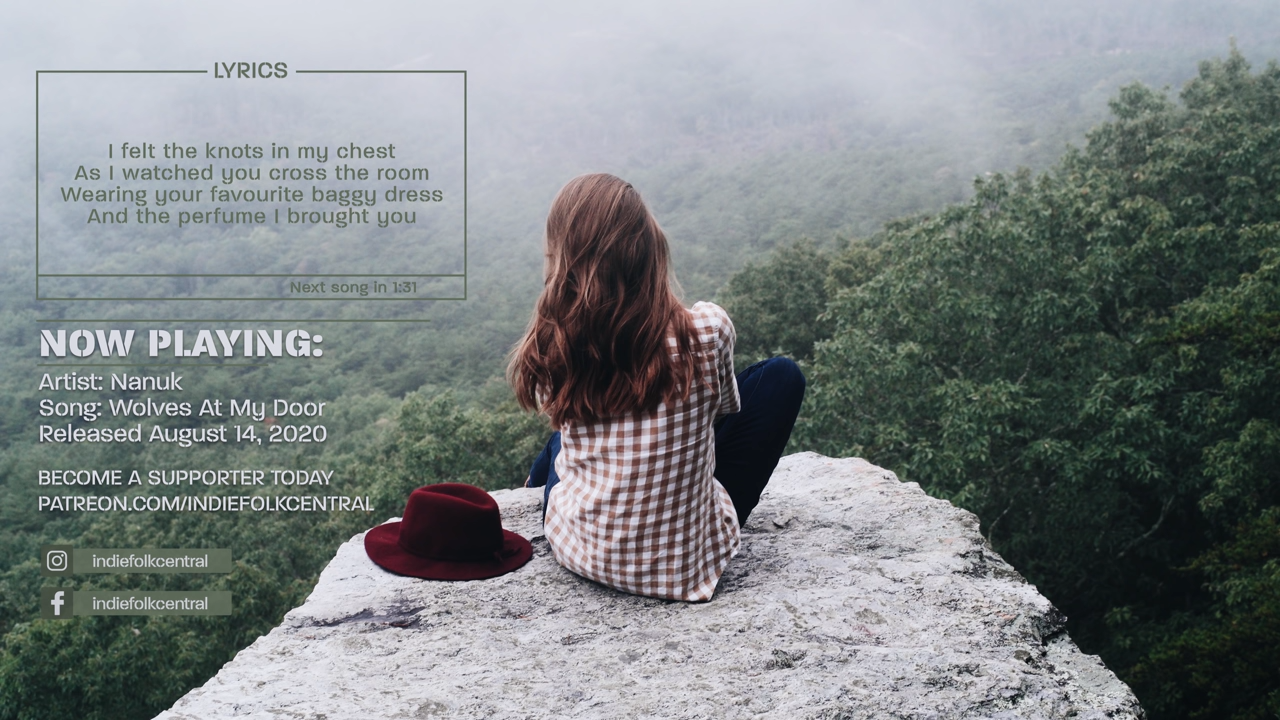 LYRICS
I felt the knots in my chest
As I watched you cross the room
Wearing your favourite baggy dress
And the perfume I brought you
Next song in 1:31
NOW PLAYING:
Artist: Nanuk
Song: Wolves At My Door
Released August 14, 2020
BECOME A SUPPORTER TODAY
PATREON.COM/INDIEFOLKCENTRAL
indiefolkcentral
indiefolkcentral